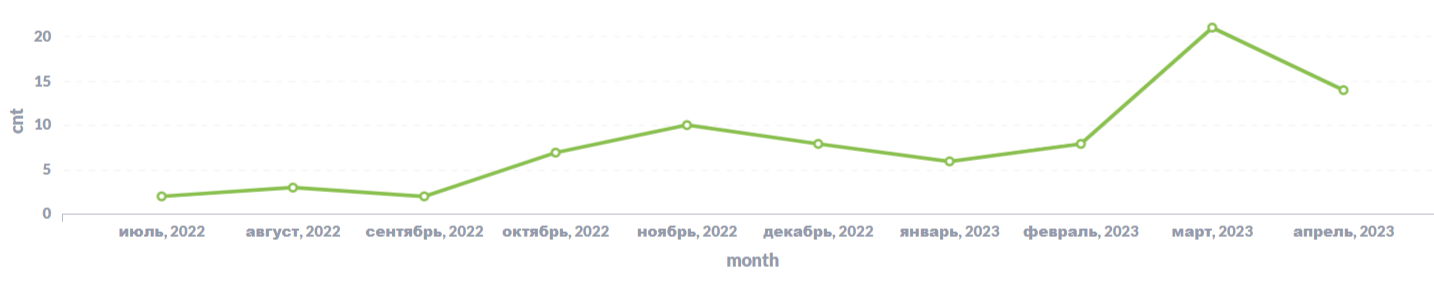 20
15
10
5
0
cnt
июль, 2022
август, 2022
сентябрь, 2022
октябрь, 2022
ноябрь, 2022
декабрь, 2022
январь, 2023
февраль, 2023
март, 2023
апрель, 2023
month